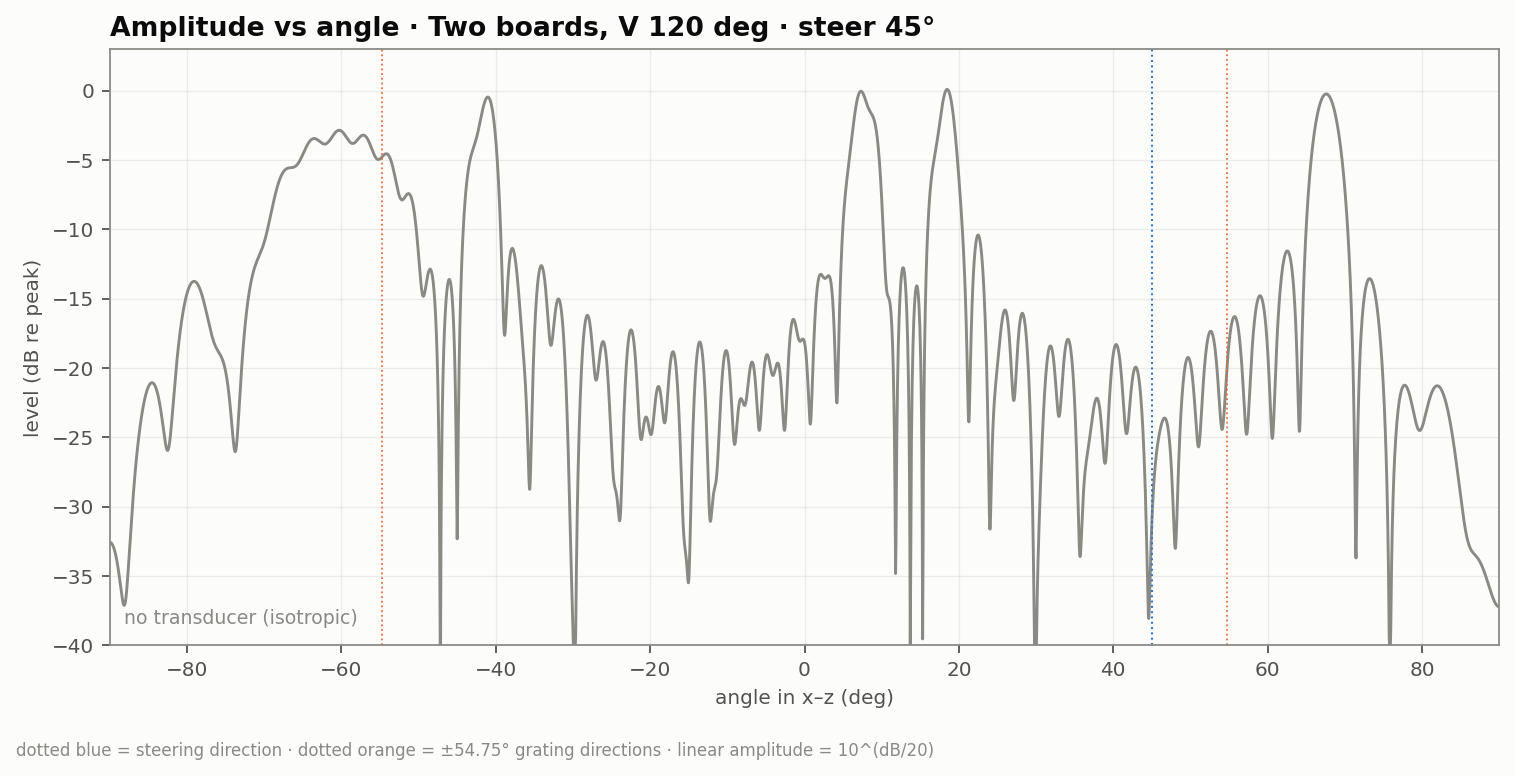 Amplitude vs angle · Two boards, V 120 deg · steer 45°
level (dB re peak)
0
−5
−10
−15
−20
−25
−30
−35
−40
no transducer (isotropic)
−80 −60 −40 −20 0 20 40 60 80
angle in x–z (deg)
dotted blue = steering direction · dotted orange = ±54.75° grating directions · linear amplitude = 10^(dB/20)